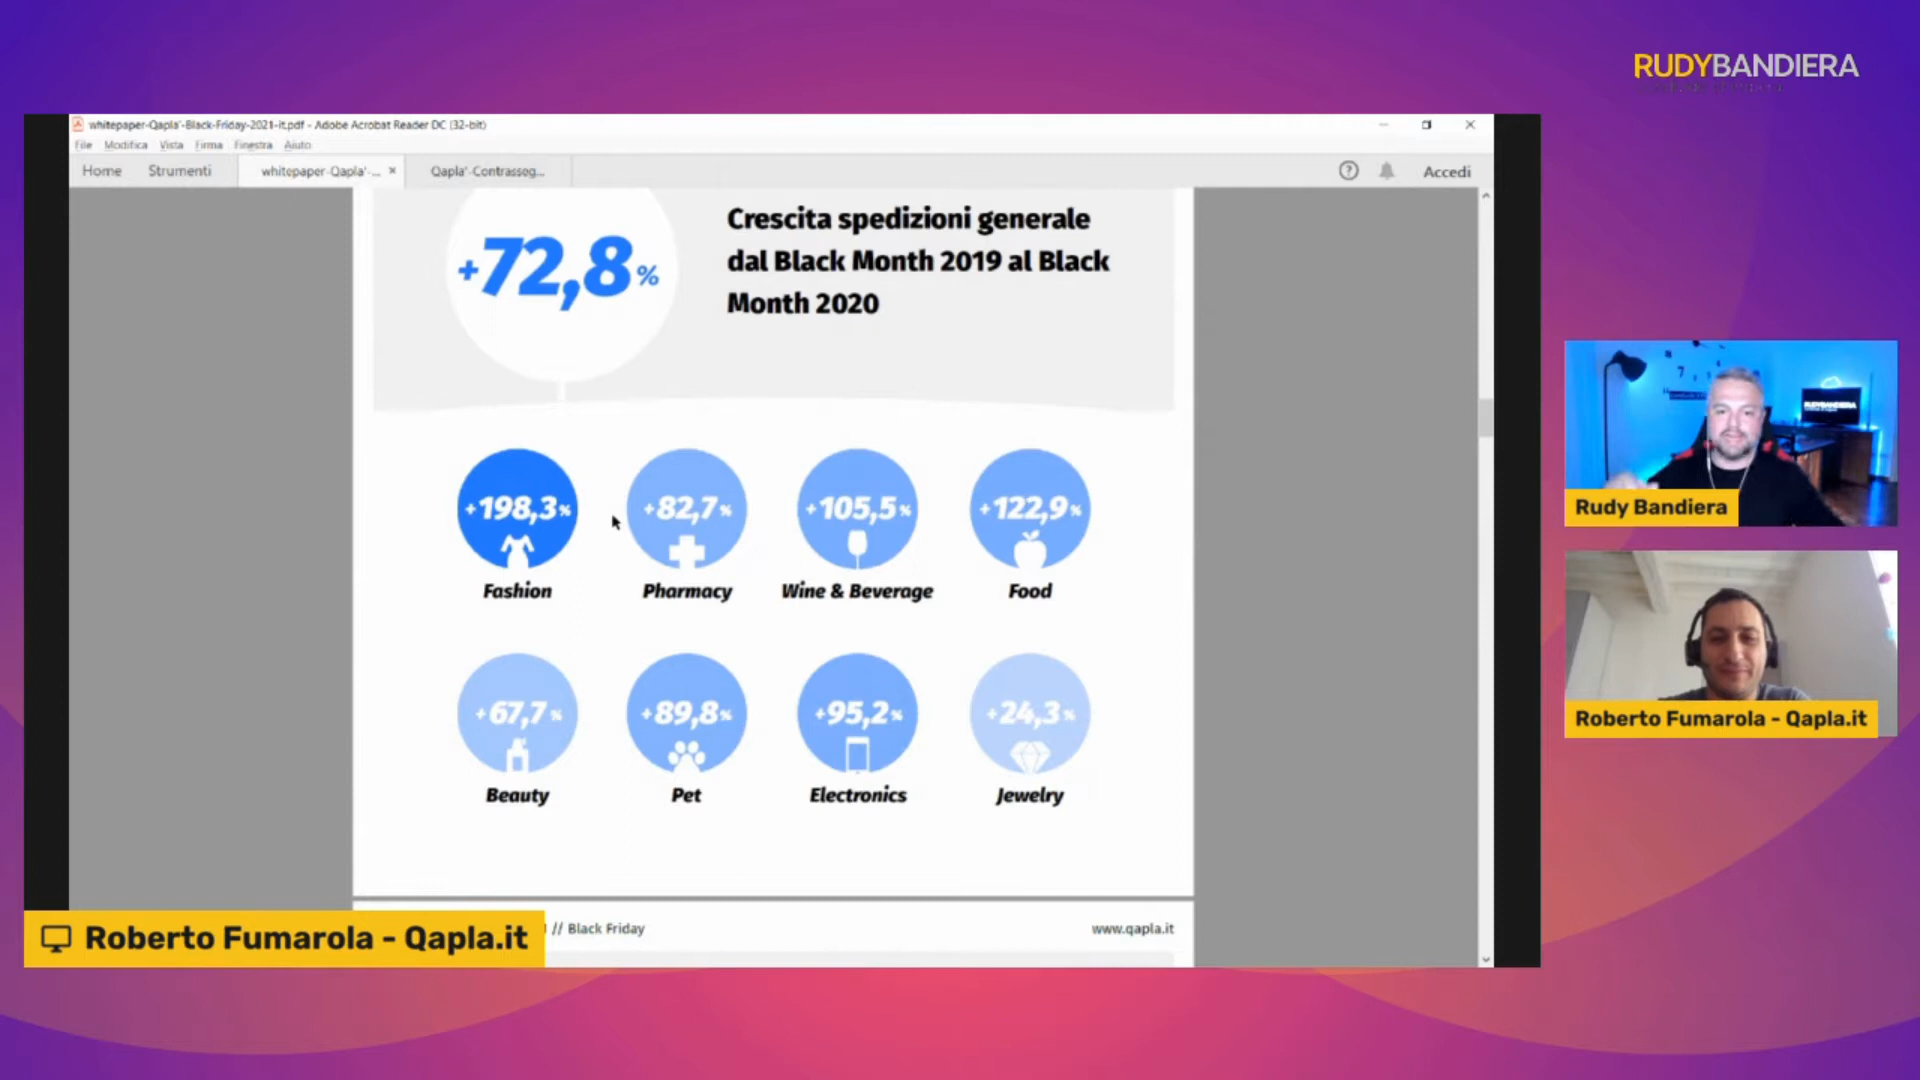 RUDYBANDIERA
whitepaper-Qapla'-Black-Friday-2021-it.pdf - Adobe Acrobat Reader DC (32-bit)
File Modifica Vista Firma Finestra Aiuto
Home Strumenti whitepaper-Qapla'-... × Qapla'-Contrasseg... ? Accedi
+72,8%
Crescita spedizioni generale
dal Black Month 2019 al Black
Month 2020
+198,3% +82,7% +105,5% +122,9%
Fashion Pharmacy Wine & Beverage Food
+67,7% +89,8% +95,2% +24,3%
Beauty Pet Electronics Jewelry
// Black Friday www.qapla.it
Roberto Fumarola - Qapla.it
RUDYBANDIERA
Rudy Bandiera
Roberto Fumarola - Qapla.it